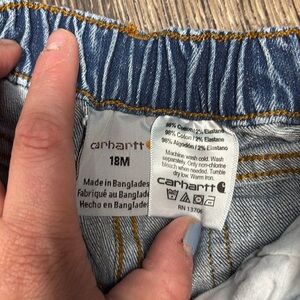 carhartt
18M
Made in Banglades
Fabriqué au Banglade
Hecho en Banglades
98% Cotton / 2% Elastane
98% Coton / 2% Élastane
98% Algodón / 2% Elastano
Machine wash cold. Wash
separately. Only non-chlorine
bleach when needed. Tumble
dry low. Warm iron.
carhartt
RN 13706